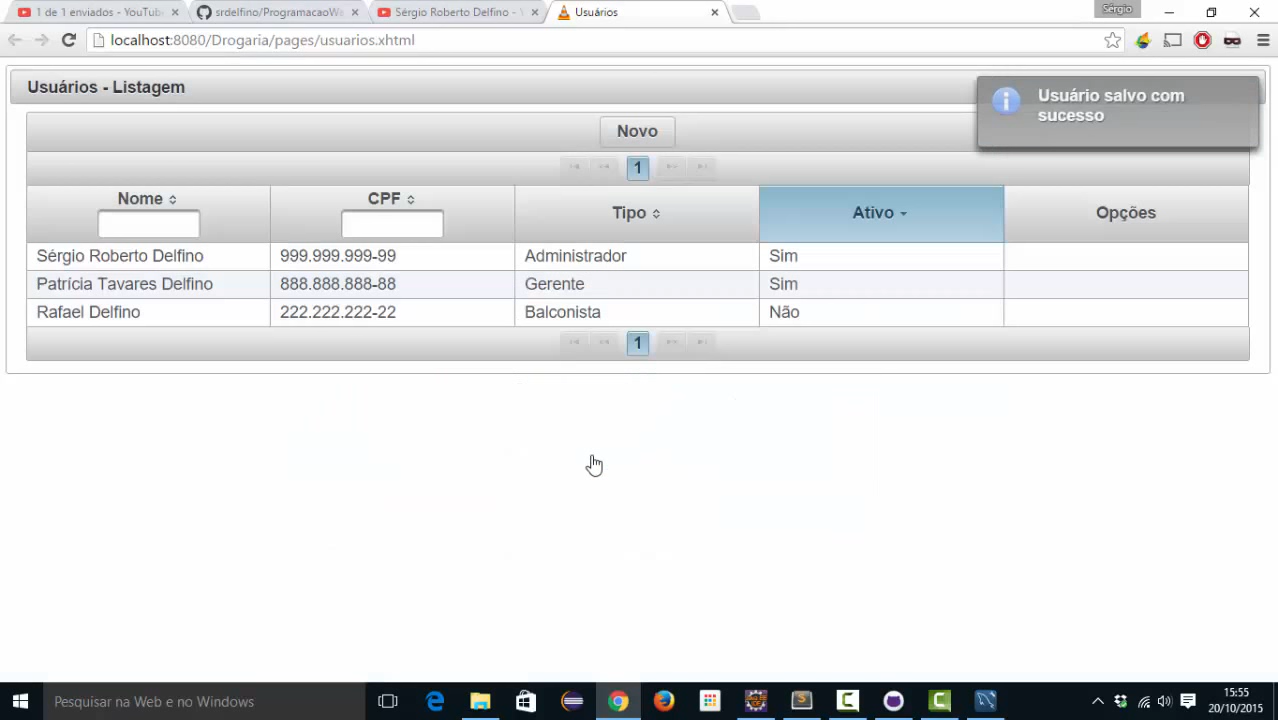 1 de 1 enviados - YouTube
srdelfino/ProgramacaoWe
Sérgio Roberto Delfino -
Usuários
Sérgio
localhost:8080/Drogaria/pages/usuarios.xhtml
Usuários - Listagem
Usuário salvo com
sucesso
Novo
1
Nome
CPF
Tipo
Ativo
Opções
Sérgio Roberto Delfino 999.999.999-99 Administrador Sim
Patrícia Tavares Delfino 888.888.888-88 Gerente Sim
Rafael Delfino 222.222.222-22 Balconista Não
1
Pesquisar na Web e no Windows
15:55
20/10/2015